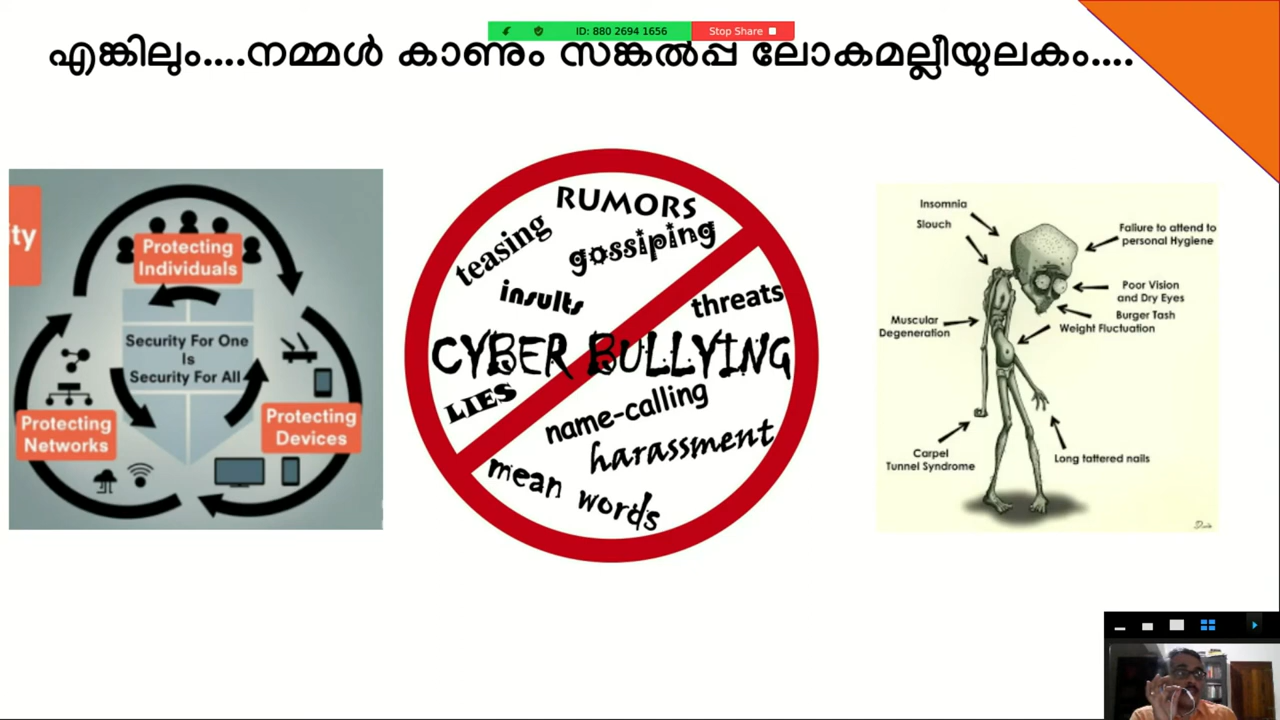 ID: 880 2694 1656
Stop Share
എങ്കിലും....നമ്മൾ കാണും സങ്കൽപ്പ ലോകമല്ലീയുലകം....
ity
Protecting
Individuals
Security For One
Is
Security For All
Protecting
Networks
Protecting
Devices
RUMORS
teasing
gossiping
insults
threats
CYBER BULLYING
LIES
name-calling
harassment
mean words
Insomnia
Slouch
Failure to attend to
personal Hygiene
Poor Vision
and Dry Eyes
Burger Tash
Weight Fluctuation
Muscular
Degeneration
Carpel
Tunnel Syndrome
Long tattered nails